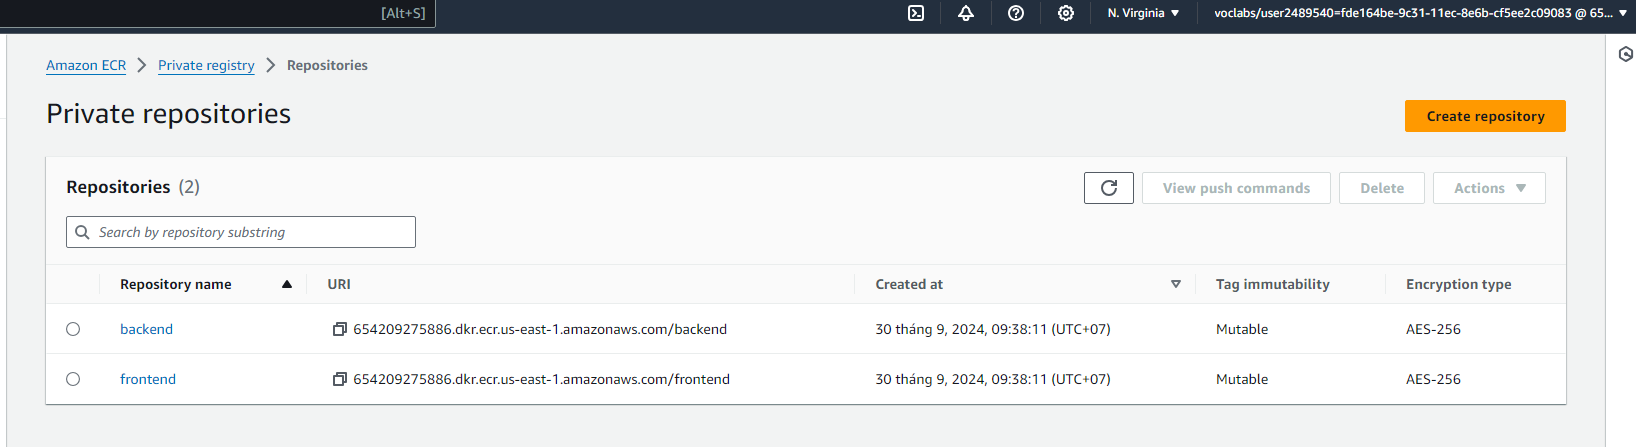 [Alt+S] N. Virginia ▼ voclabs/user2489540=fde164be-9c31-11ec-8e6b-cf5ee2c09083 @ 65... ▼
Amazon ECR > Private registry > Repositories
Private repositories
Create repository
Repositories (2)
View push commands Delete Actions ▼
Search by repository substring
Repository name ▲ URI Created at ▽ Tag immutability Encryption type
backend 654209275886.dkr.ecr.us-east-1.amazonaws.com/backend 30 tháng 9, 2024, 09:38:11 (UTC+07) Mutable AES-256
frontend 654209275886.dkr.ecr.us-east-1.amazonaws.com/frontend 30 tháng 9, 2024, 09:38:11 (UTC+07) Mutable AES-256